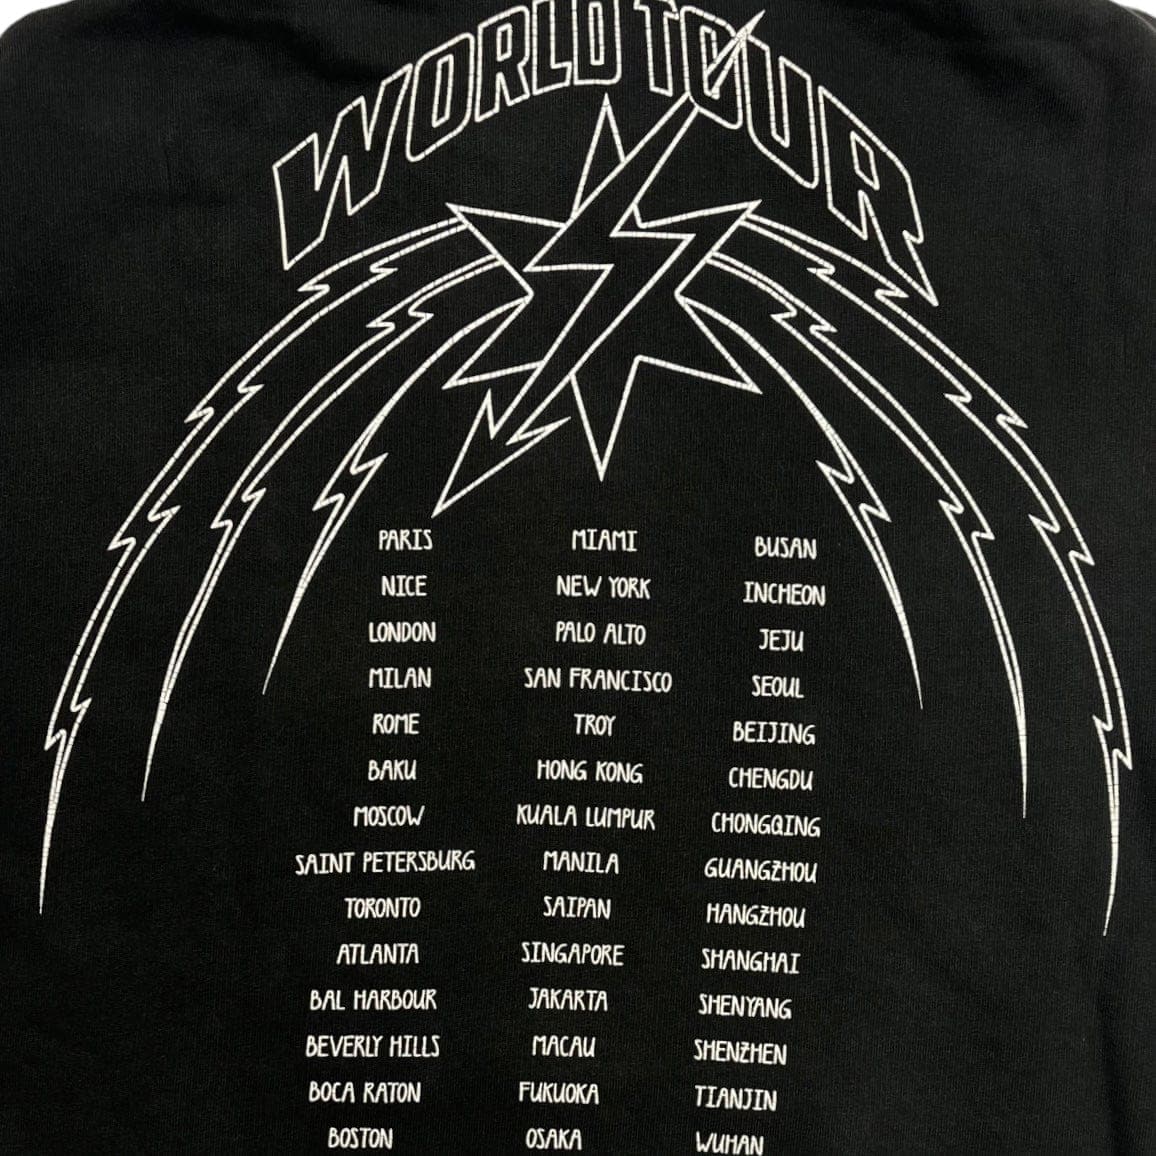 WORLD TOUR
PARIS
NICE
LONDON
MILAN
ROME
BAKU
MOSCOW
SAINT PETERSBURG
TORONTO
ATLANTA
BAL HARBOUR
BEVERLY HILLS
BOCA RATON
BOSTON
MIAMI
NEW YORK
PALO ALTO
SAN FRANCISCO
TROY
HONG KONG
KUALA LUMPUR
MANILA
SAIPAN
SINGAPORE
JAKARTA
MACAU
FUKUOKA
OSAKA
BUSAN
INCHEON
JEJU
SEOUL
BEIJING
CHENGDU
CHONGQING
GUANGZHOU
HANGZHOU
SHANGHAI
SHENYANG
SHENZHEN
TIANJIN
WUHAN